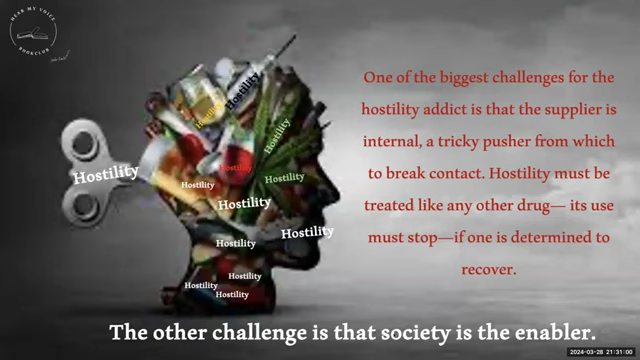 HEAR MY VOICE
BOOKCLUB
One of the biggest challenges for the
hostility addict is that the supplier is
internal, a tricky pusher from which
to break contact. Hostility must be
treated like any other drug— its use
must stop—if one is determined to
recover.
Hostility
Hostility
Hostility
Hostility
Hostility
Hostility
Hostility
Hostility
Hostility
Hostility
Hostility
Hostility
Hostility
The other challenge is that society is the enabler.
2024-03-28 21:31:00